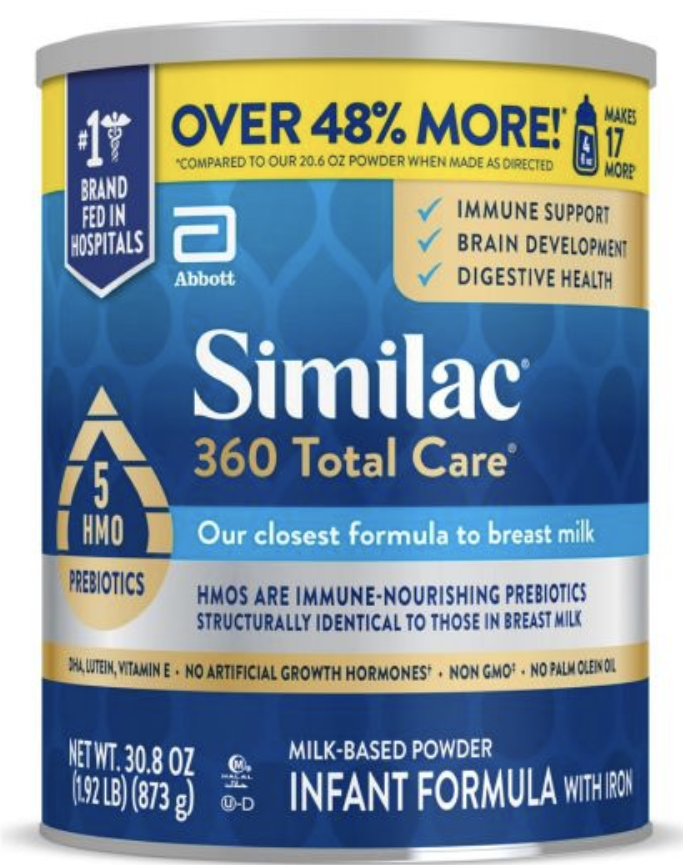 #1
BRAND
FED IN
HOSPITALS
OVER 48% MORE!*
*COMPARED TO OUR 20.6 OZ POWDER WHEN MADE AS DIRECTED
4
fl oz
MAKES
17
MORE*
Abbott
IMMUNE SUPPORT
BRAIN DEVELOPMENT
DIGESTIVE HEALTH
Similac®
360 Total Care®
5
HMO
PREBIOTICS
Our closest formula to breast milk
HMOS ARE IMMUNE-NOURISHING PREBIOTICS
STRUCTURALLY IDENTICAL TO THOSE IN BREAST MILK
DHA, LUTEIN, VITAMIN E • NO ARTIFICIAL GROWTH HORMONES† • NON GMO‡ • NO PALM OLEIN OIL
NET WT. 30.8 OZ
(1.92 LB) (873 g)
M
HALAL
U-D
MILK-BASED POWDER
INFANT FORMULA WITH IRON